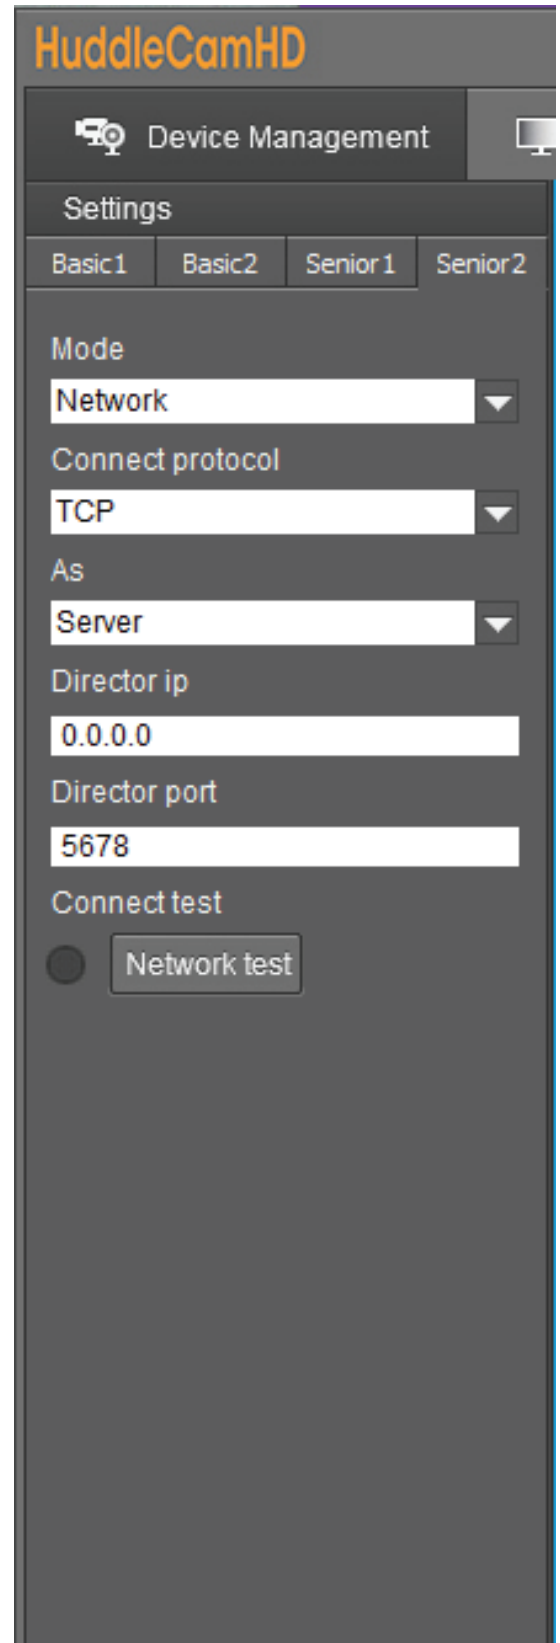 HuddleCamHD
Device Management
Settings
Basic1 Basic2 Senior1 Senior2
Mode
Network
Connect protocol
TCP
As
Server
Director ip
0.0.0.0
Director port
5678
Connect test
Network test